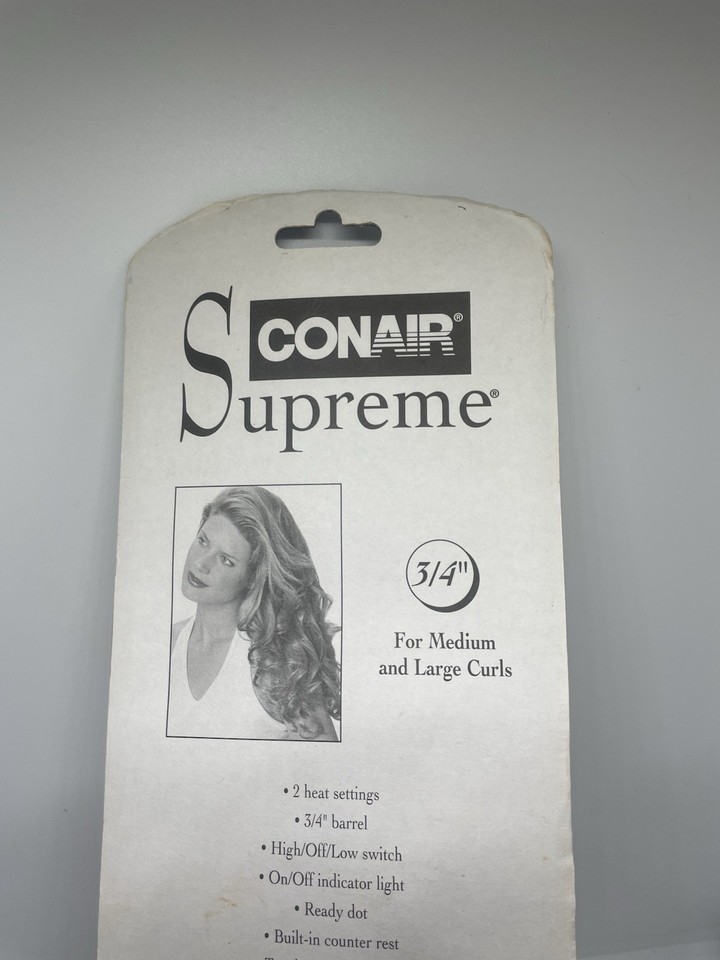 CONAIR®
Supreme®
3/4"
For Medium
and Large Curls
• 2 heat settings
• 3/4" barrel
• High/Off/Low switch
• On/Off indicator light
• Ready dot
• Built-in counter rest